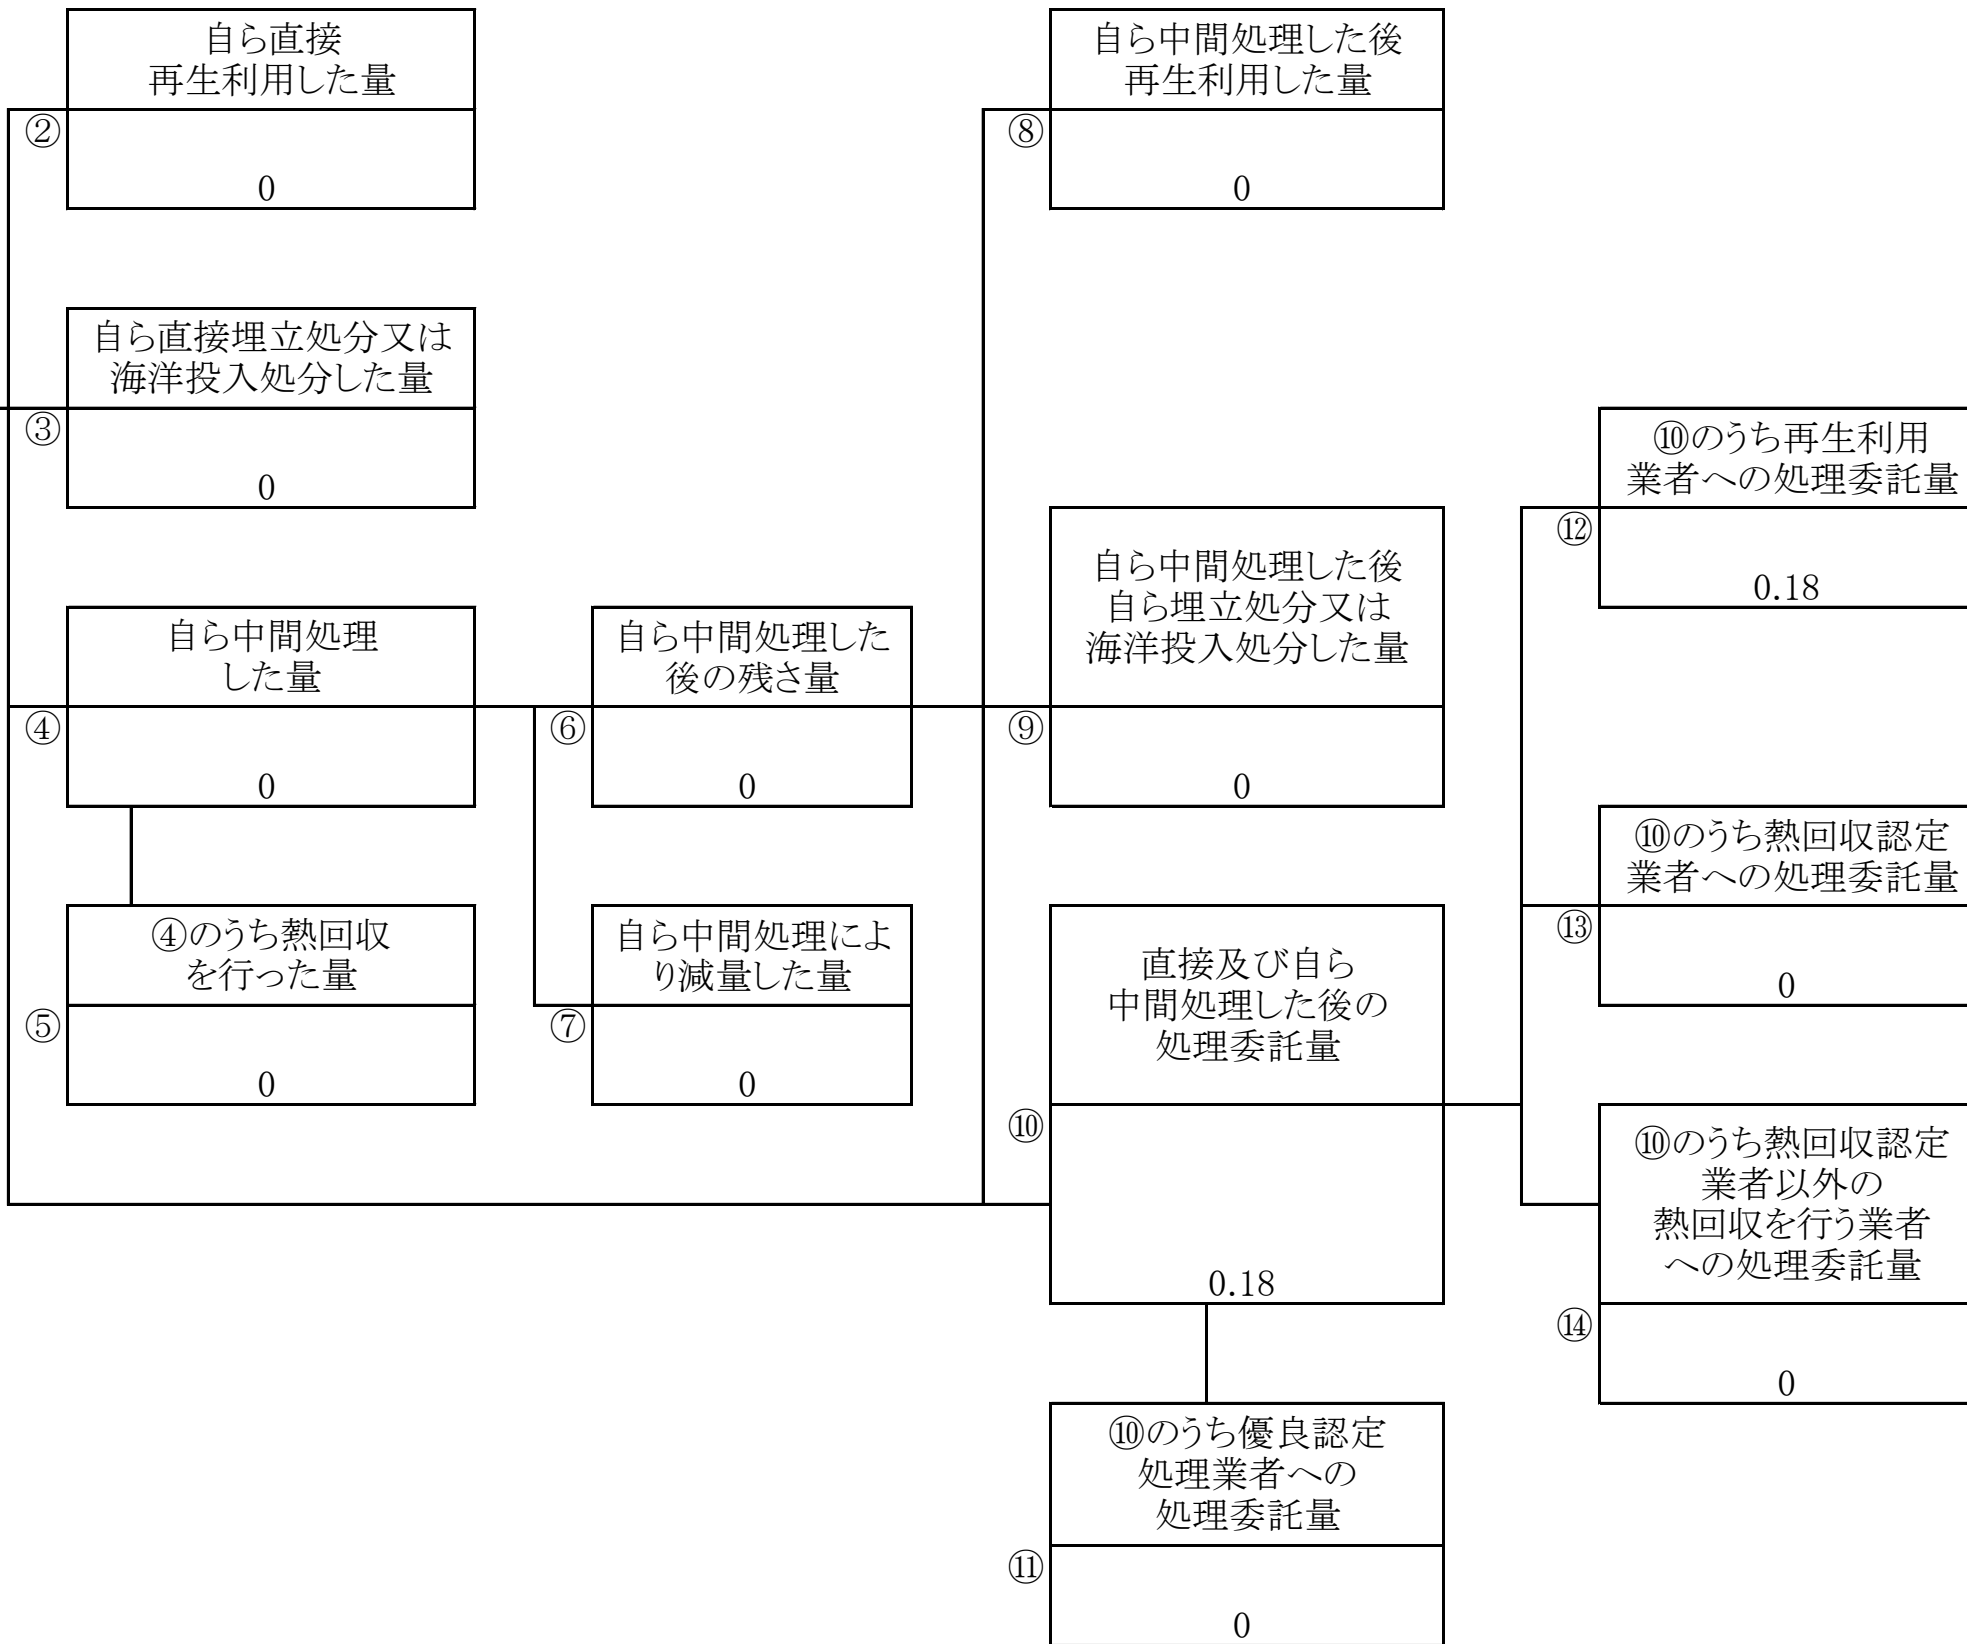 自ら直接
再生利用した量
②
0
自ら直接埋立処分又は
海洋投入処分した量
③
0
自ら中間処理
した量
④
0
④のうち熱回収
を行った量
⑤
0
自ら中間処理した
後の残さ量
⑥
0
自ら中間処理によ
り減量した量
⑦
0
自ら中間処理した後
再生利用した量
⑧
0
自ら中間処理した後
自ら埋立処分又は
海洋投入処分した量
⑨
0
直接及び自ら
中間処理した後の
処理委託量
⑩
0.18
⑩のうち優良認定
処理業者への
処理委託量
⑪
0
⑩のうち再生利用
業者への処理委託量
⑫
0.18
⑩のうち熱回収認定
業者への処理委託量
⑬
0
⑩のうち熱回収認定
業者以外の
熱回収を行う業者
への処理委託量
⑭
0